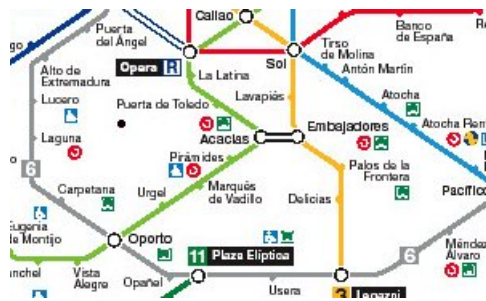 Callao
Puerta
del Ángel
Banco
de España
Tirso
de Molina
Opera R
Sol
Alto de
Extremadura
La Latina
Antón Martín
Lucero
Puerta de Toledo
Lavapiés
Atocha
Laguna
Acacias
Embajadores
Atocha Ren
Pirámides
6
Palos de la
Frontera
Carpetana
Urgel
Marqués
de Vadillo
Delicias
Pacífico
Eugenia
de Montijo
Oporto
11 Plaza Elíptica
6
Méndez
Álvaro
nchel
Vista
Alegre
Opañel
Usera
3 Legazpi